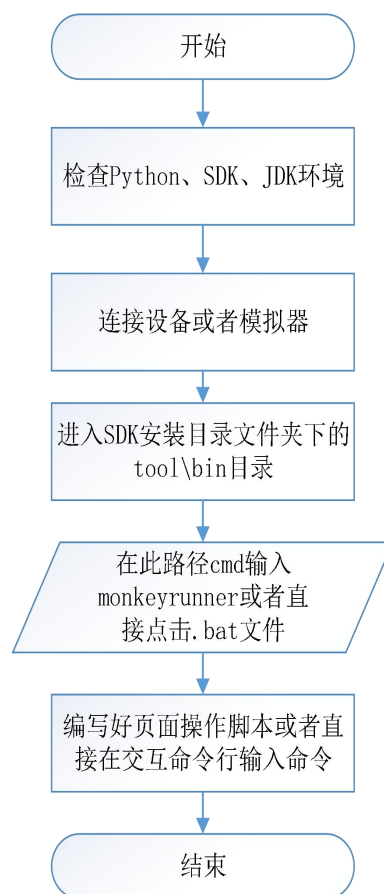 开始
检查Python、SDK、JDK环境
连接设备或者模拟器
进入SDK安装目录文件夹下的
tool\bin目录
在此路径cmd输入
monkeyrunner或者直
接点击.bat文件
编写好页面操作脚本或者直
接在交互命令行输入命令
结束